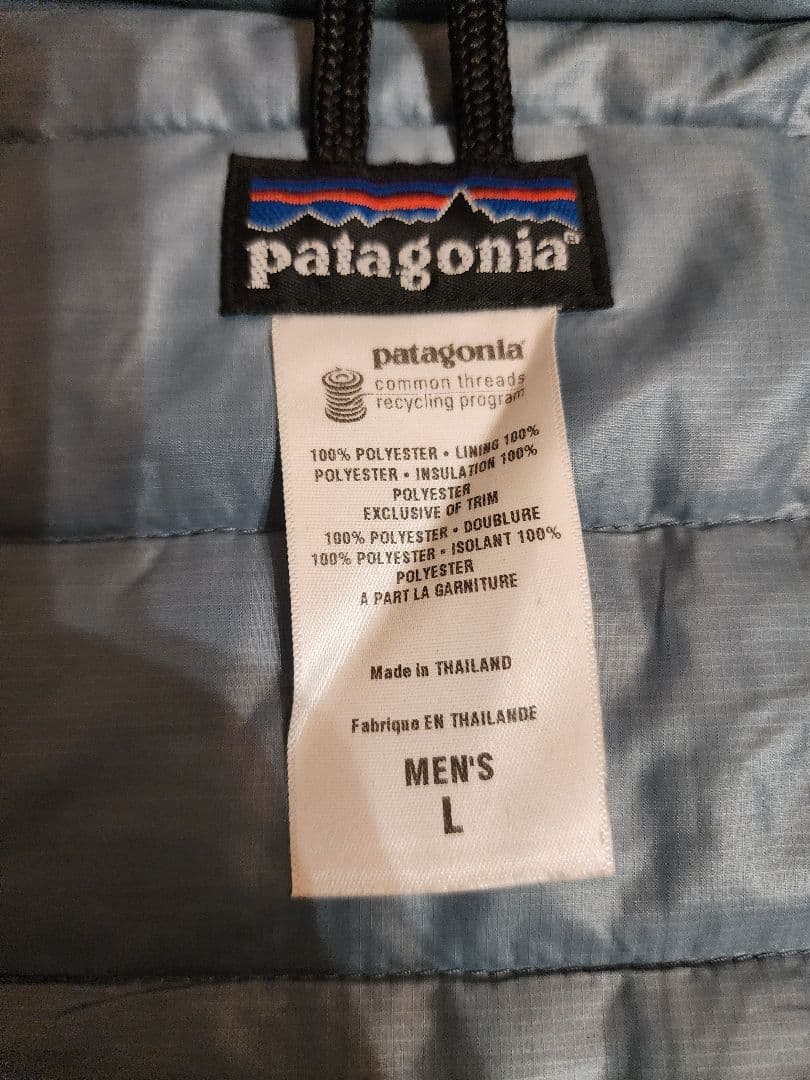 patagonia®
patagonia
common threads
recycling program
100% POLYESTER • LINING 100%
POLYESTER • INSULATION 100%
POLYESTER
EXCLUSIVE OF TRIM
100% POLYESTER • DOUBLURE
100% POLYESTER • ISOLANT 100%
POLYESTER
A PART LA GARNITURE
Made in THAILAND
Fabrique EN THAILANDE
MEN'S
L